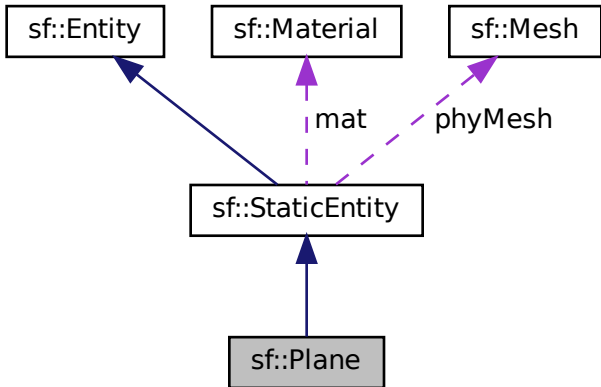 sf::Entity
sf::Material
sf::Mesh
mat
phyMesh
sf::StaticEntity
sf::Plane